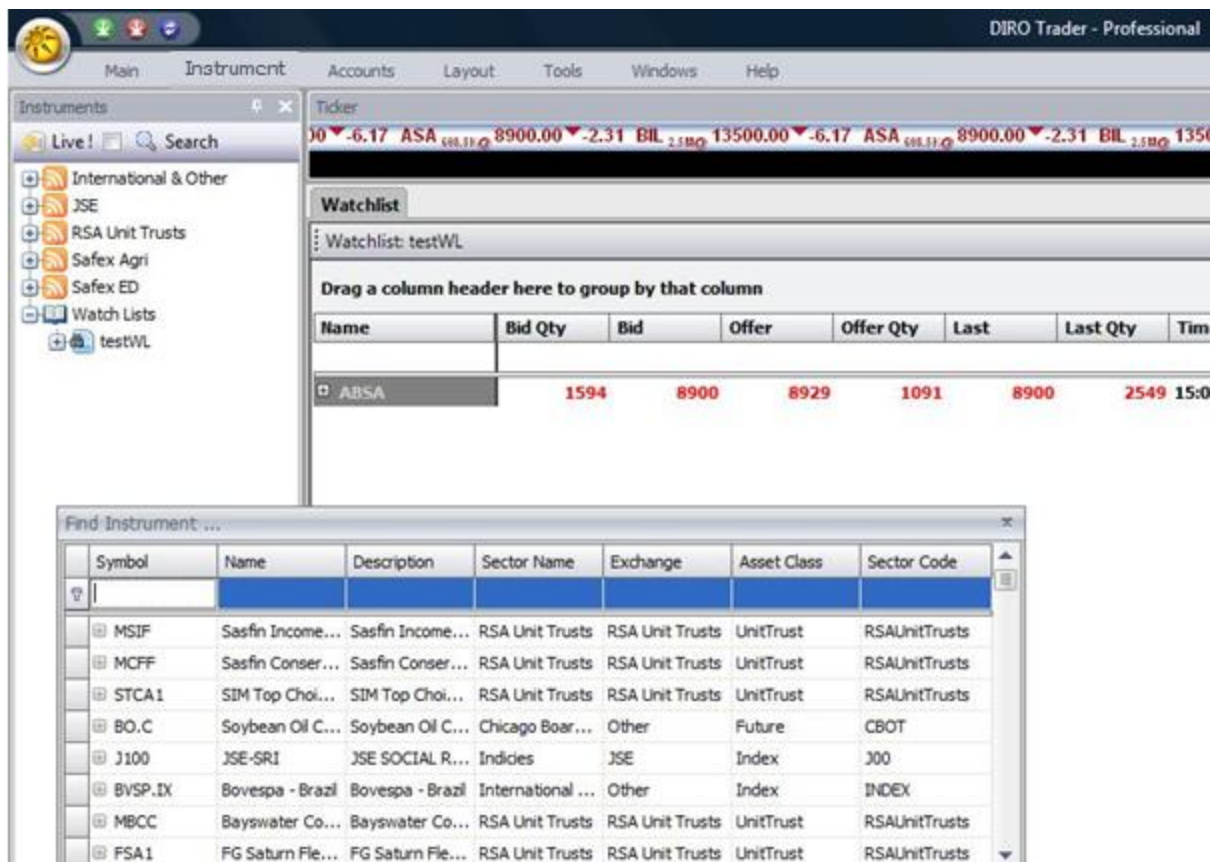 DIRO Trader - Professional
Main Instrument Accounts Layout Tools Windows Help
Instruments
Ticker
Live! Search
00 -6.17 ASA @ 8900.00 -2.31 BIL 2.5M@ 13500.00 -6.17 ASA @ 8900.00 -2.31 BIL 2.5M@ 1350
International & Other
JSE
RSA Unit Trusts
Safex Agri
Safex ED
Watch Lists
testWL
Watchlist
Watchlist: testWL
Drag a column header here to group by that column
Name Bid Qty Bid Offer Offer Qty Last Last Qty Tim
ABSA 1594 8900 8929 1091 8900 2549 15:0
Find Instrument ...
Symbol Name Description Sector Name Exchange Asset Class Sector Code
MSIF Sasfin Income... Sasfin Income... RSA Unit Trusts RSA Unit Trusts UnitTrust RSAUnitTrusts
MCFF Sasfin Conser... Sasfin Conser... RSA Unit Trusts RSA Unit Trusts UnitTrust RSAUnitTrusts
STCA1 SIM Top Choi... SIM Top Choi... RSA Unit Trusts RSA Unit Trusts UnitTrust RSAUnitTrusts
BO.C Soybean Oil C... Soybean Oil C... Chicago Boar... Other Future CBOT
J100 JSE-SRI JSE SOCIAL R... Indicies JSE Index J00
BVSP.IX Bovespa - Brazil Bovespa - Brazil International ... Other Index INDEX
MBCC Bayswater Co... Bayswater Co... RSA Unit Trusts RSA Unit Trusts UnitTrust RSAUnitTrusts
FSA1 FG Saturn Fle... FG Saturn Fle... RSA Unit Trusts RSA Unit Trusts UnitTrust RSAUnitTrusts